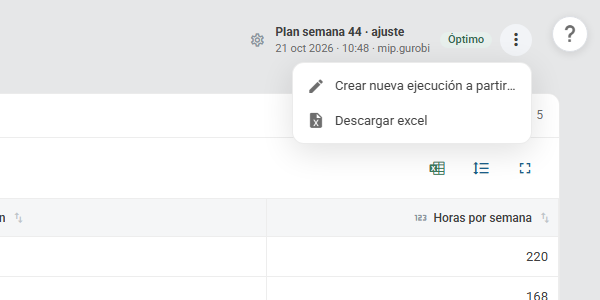 Plan semana 44 · ajuste
21 oct 2026 · 10:48 · mip.gurobi
Óptimo
?
Crear nueva ejecución a partir...
Descargar excel
5
n
123 Horas por semana
220
168